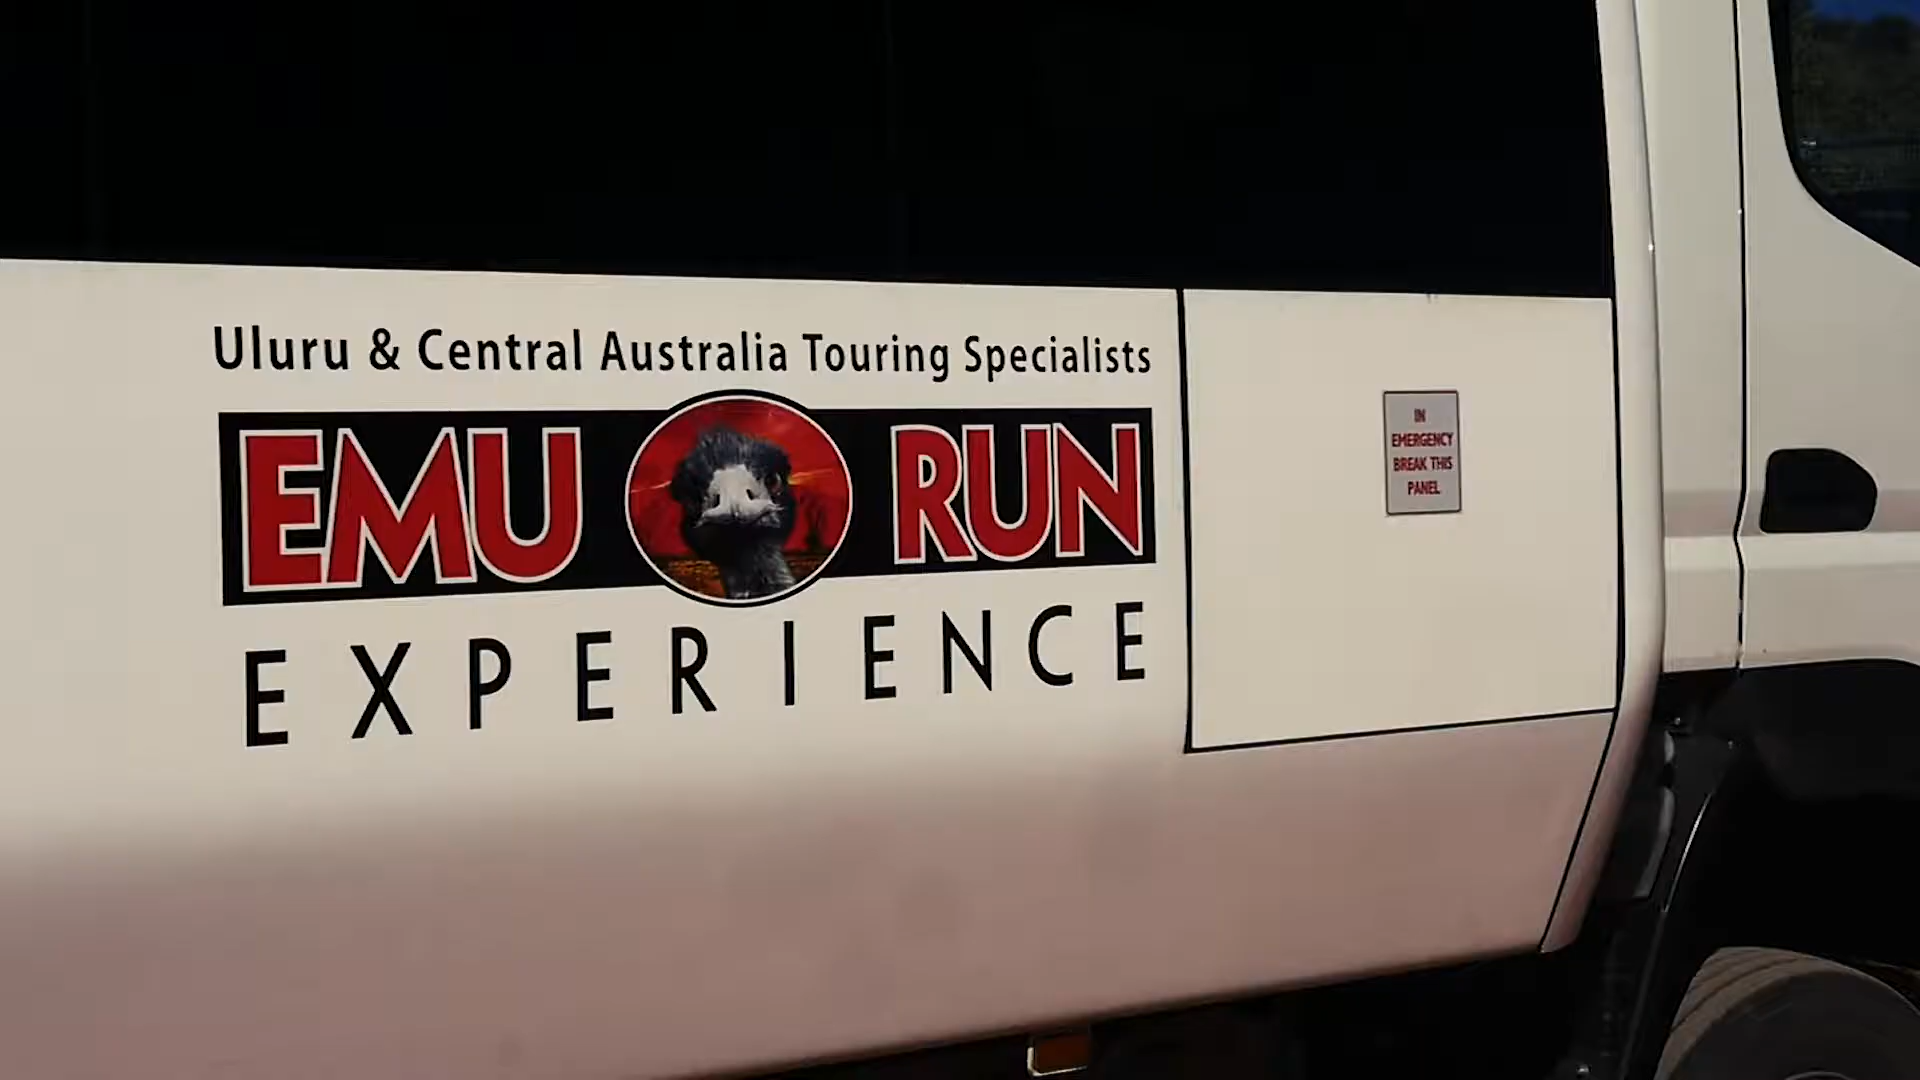 Uluru & Central Australia Touring Specialists
EMU RUN
EXPERIENCE
IN
EMERGENCY
BREAK THIS
PANEL